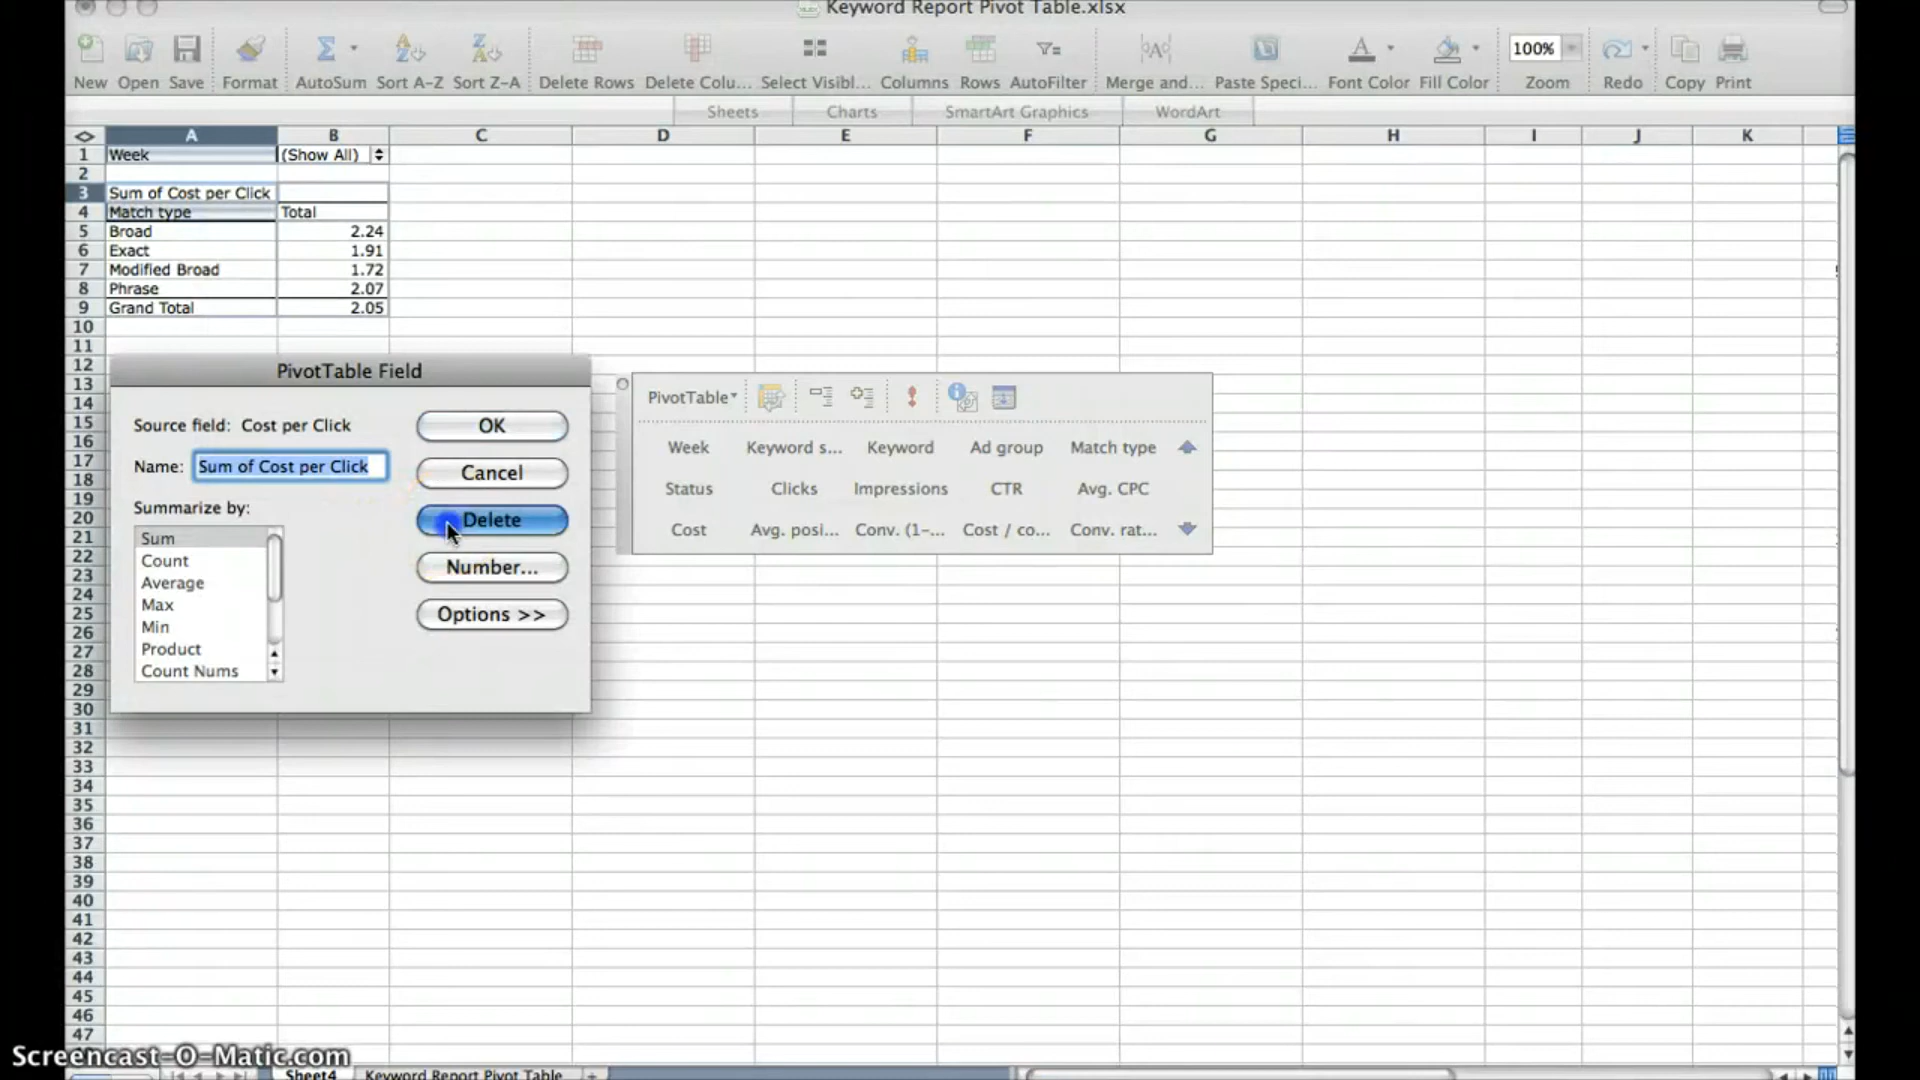 Keyword Report Pivot Table.xlsx
100%
New Open Save Format AutoSum Sort A-Z Sort Z-A Delete Rows Delete Colu... Select Visibl... Columns Rows AutoFilter Merge and... Paste Speci... Font Color Fill Color Zoom Redo Copy Print
Sheets Charts SmartArt Graphics WordArt
A B C D E F G H I J K
1 Week (Show All)
2
3 Sum of Cost per Click
4 Match type Total
5 Broad 2.24
6 Exact 1.91
7 Modified Broad 1.72
8 Phrase 2.07
9 Grand Total 2.05
10
11
12
13
14
15
16
17
18
19
20
21
22
23
24
25
26
27
28
29
30
31
32
33
34
35
36
37
38
39
40
41
42
43
44
45
46
47
PivotTable Field
Source field: Cost per Click
Name: Sum of Cost per Click
Summarize by:
Sum
Count
Average
Max
Min
Product
Count Nums
OK
Cancel
Delete
Number...
Options >>
PivotTable
Week Keyword s... Keyword Ad group Match type
Status Clicks Impressions CTR Avg. CPC
Cost Avg. posi... Conv. (1-... Cost / co... Conv. rat...
Screencast-O-Matic.com
Sheet4 Keyword Report Pivot Table +